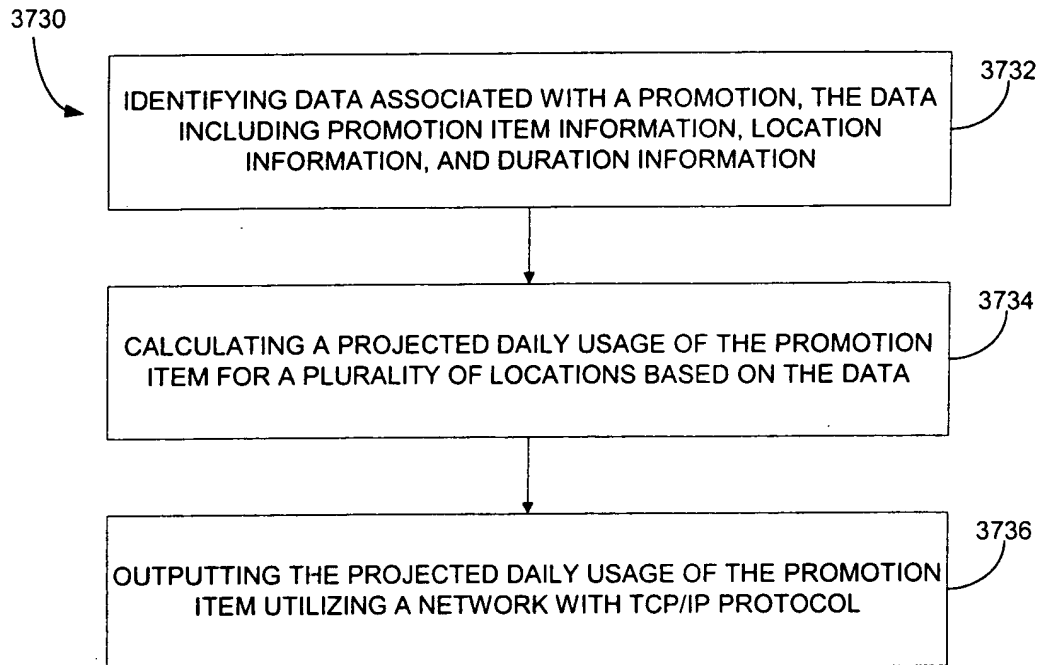 3730
3732
IDENTIFYING DATA ASSOCIATED WITH A PROMOTION, THE DATA
INCLUDING PROMOTION ITEM INFORMATION, LOCATION
INFORMATION, AND DURATION INFORMATION
3734
CALCULATING A PROJECTED DAILY USAGE OF THE PROMOTION
ITEM FOR A PLURALITY OF LOCATIONS BASED ON THE DATA
3736
OUTPUTTING THE PROJECTED DAILY USAGE OF THE PROMOTION
ITEM UTILIZING A NETWORK WITH TCP/IP PROTOCOL